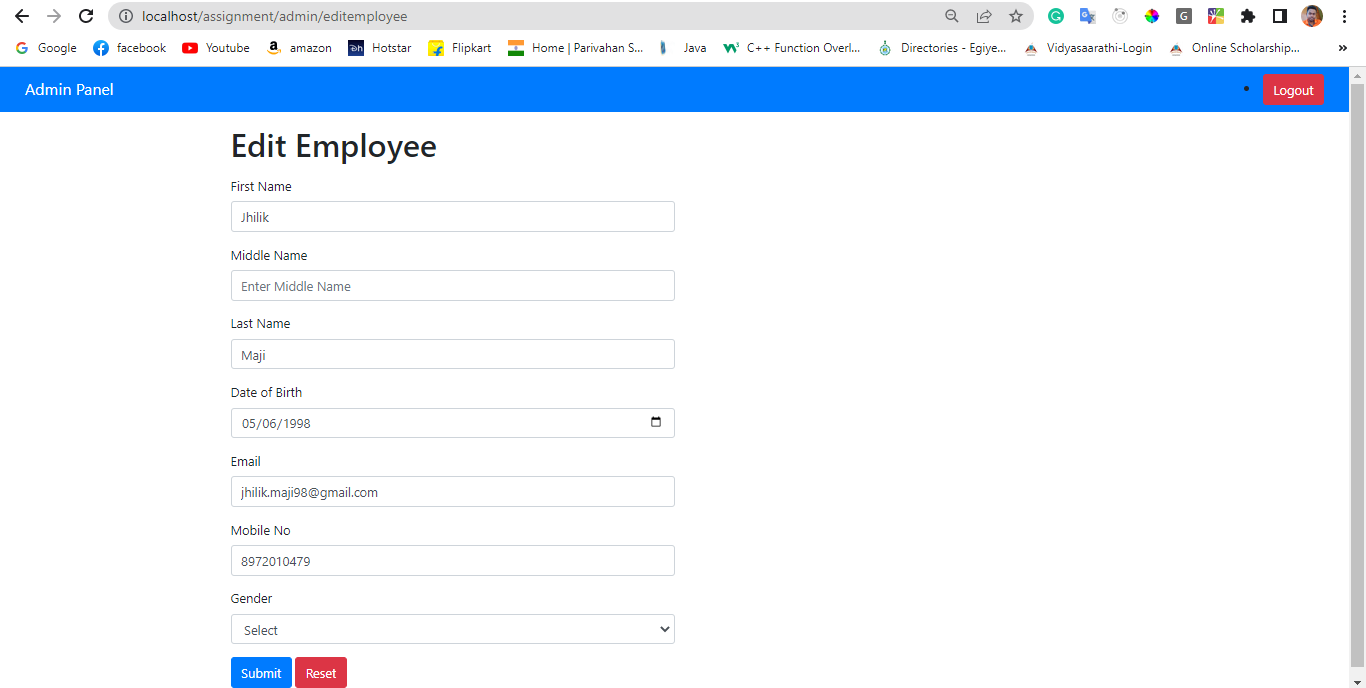 localhost/assignment/admin/editemployee
Google facebook Youtube amazon Hotstar Flipkart Home | Parivahan S... Java C++ Function Overl... Directories - Egiye... Vidyasaarathi-Login Online Scholarship... »
Admin Panel
Logout
Edit Employee
First Name
Jhilik
Middle Name
Enter Middle Name
Last Name
Maji
Date of Birth
05/06/1998
Email
jhilik.maji98@gmail.com
Mobile No
8972010479
Gender
Select
Submit Reset